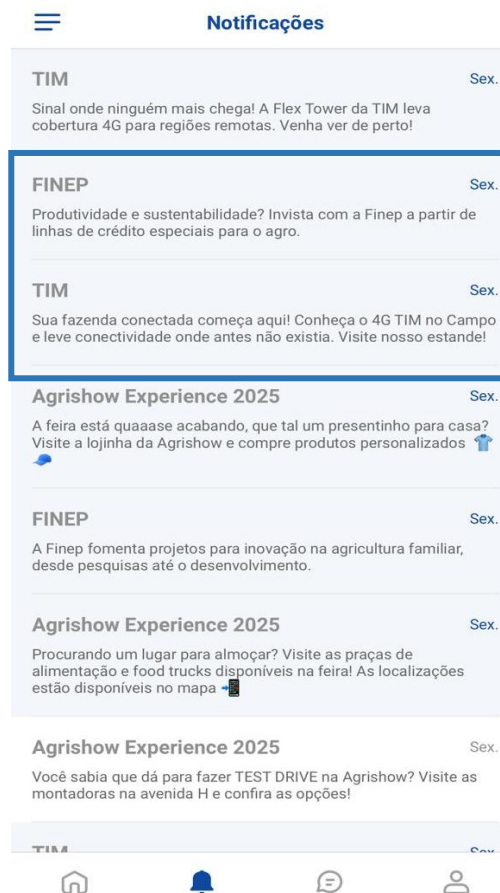 Notificações
TIM
Sex.
Sinal onde ninguém mais chega! A Flex Tower da TIM leva
cobertura 4G para regiões remotas. Venha ver de perto!
FINEP
Sex.
Produtividade e sustentabilidade? Invista com a Finep a partir de
linhas de crédito especiais para o agro.
TIM
Sex.
Sua fazenda conectada começa aqui! Conheça o 4G TIM no Campo
e leve conectividade onde antes não existia. Visite nosso estande!
Agrishow Experience 2025
Sex.
A feira está quaaase acabando, que tal um presentinho para casa?
Visite a lojinha da Agrishow e compre produtos personalizados 👕
🧢
FINEP
Sex.
A Finep fomenta projetos para inovação na agricultura familiar,
desde pesquisas até o desenvolvimento.
Agrishow Experience 2025
Sex.
Procurando um lugar para almoçar? Visite as praças de
alimentação e food trucks disponíveis na feira! As localizações
estão disponíveis no mapa 📲
Agrishow Experience 2025
Sex.
Você sabia que dá para fazer TEST DRIVE na Agrishow? Visite as
montadoras na avenida H e confira as opções!
TIM
Sex.